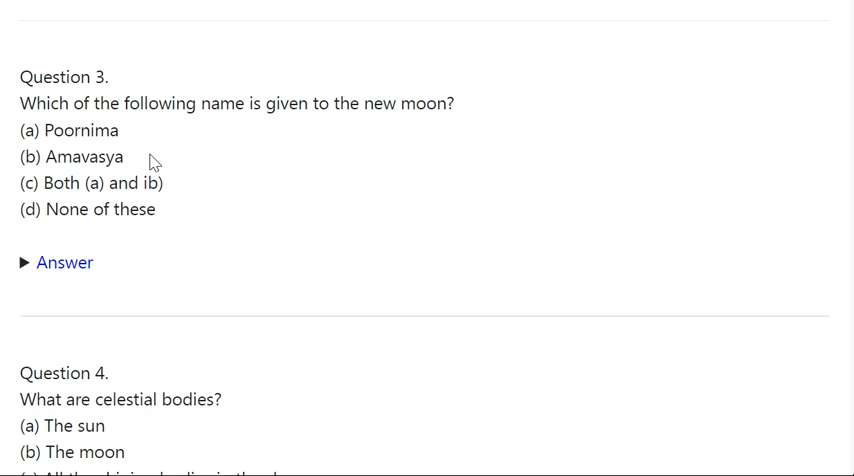 Question 3.
Which of the following name is given to the new moon?
(a) Poornima
(b) Amavasya
(c) Both (a) and ib)
(d) None of these
▶ Answer
Question 4.
What are celestial bodies?
(a) The sun
(b) The moon